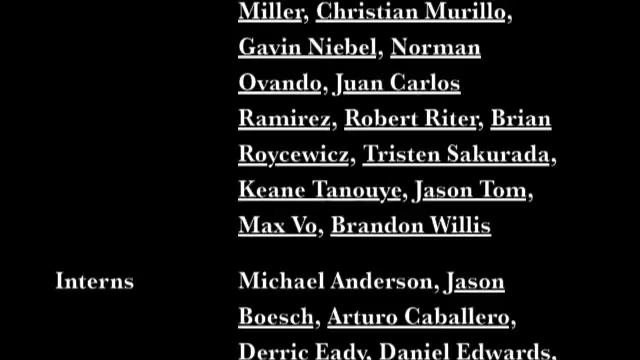 Miller, Christian Murillo,
Gavin Niebel, Norman
Ovando, Juan Carlos
Ramirez, Robert Riter, Brian
Roycewicz, Tristen Sakurada,
Keane Tanouye, Jason Tom,
Max Vo, Brandon Willis
Interns Michael Anderson, Jason
Boesch, Arturo Caballero,
Derric Eady, Daniel Edwards,